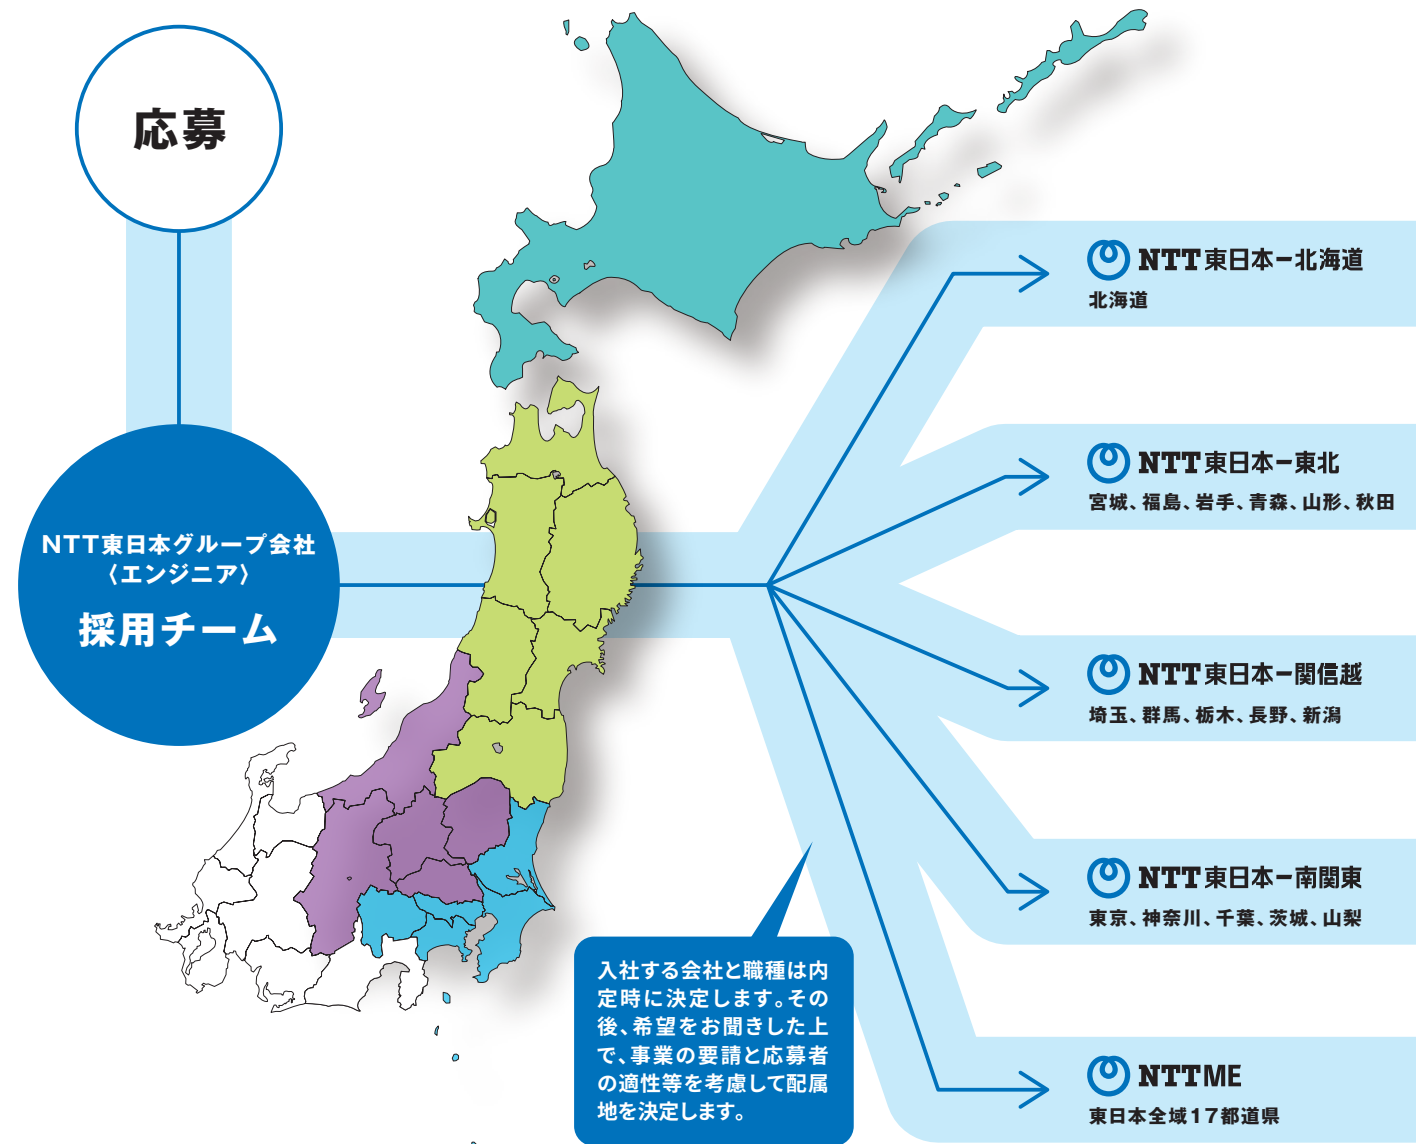 応募
NTT東日本グループ会社
〈エンジニア〉
採用チーム
NTT東日本ー北海道
北海道
NTT東日本ー東北
宮城、福島、岩手、青森、山形、秋田
NTT東日本ー関信越
埼玉、群馬、栃木、長野、新潟
NTT東日本ー南関東
東京、神奈川、千葉、茨城、山梨
NTT ME
東日本全域17都道県
入社する会社と職種は内
定時に決定します。その
後、希望をお聞きした上
で、事業の要請と応募者
の適性等を考慮して配属
地を決定します。